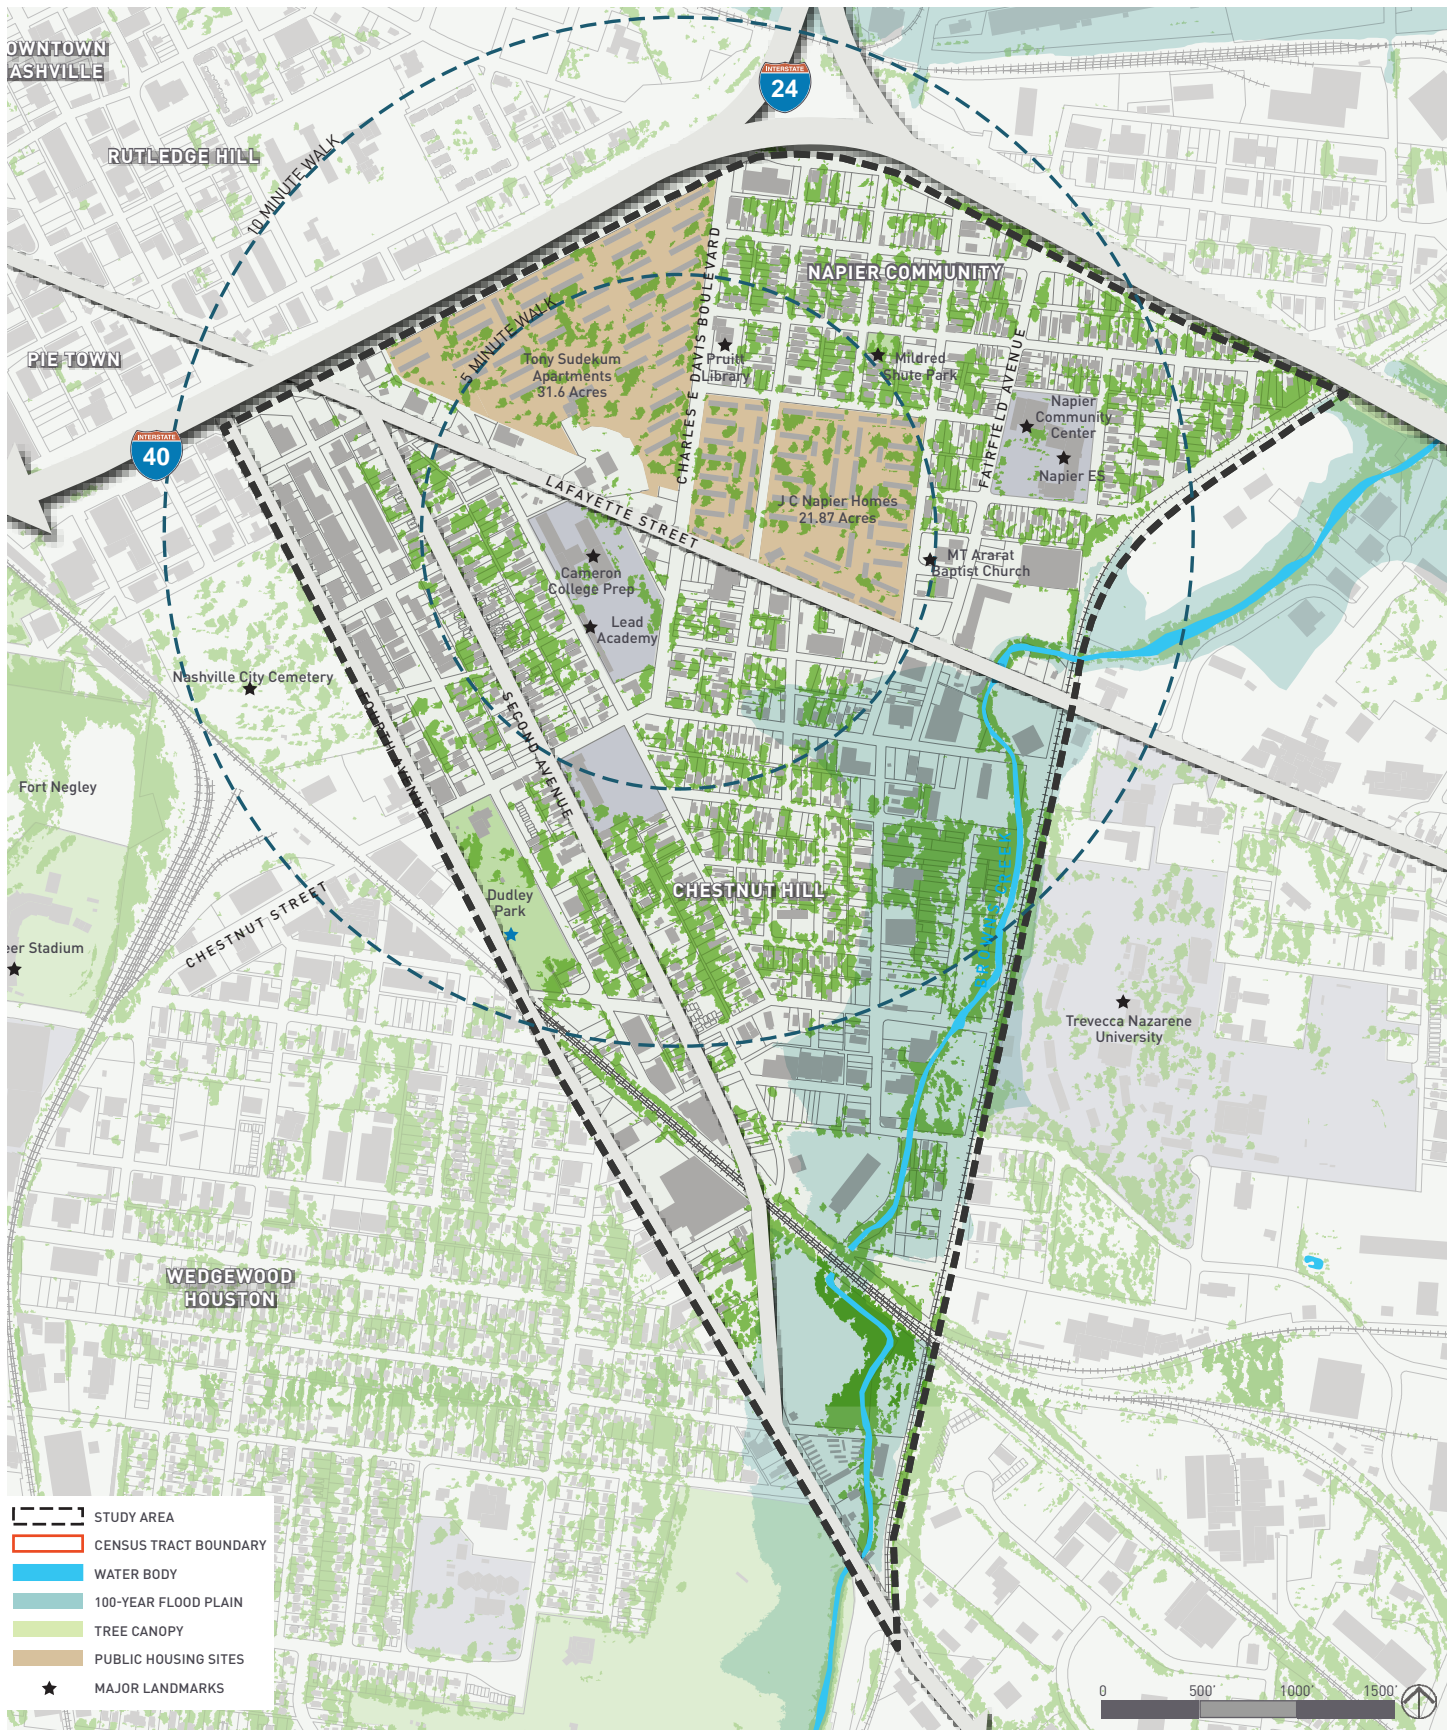 OWNTOWN
ASHVILLE
INTERSTATE
24
RUTLEDGE HILL
10 MINUTE WALK
NAPIER COMMUNITY
CHARLES E DAVIS BOULEVARD
5 MINUTE WALK
PIE TOWN
Tony Sudekum
Apartments
31.6 Acres
Pruitt
Library
Mildred
Shute Park
FAIRFIELD AVENUE
Napier
Community
Center
INTERSTATE
40
Napier ES
LAFAYETTE STREET
J C Napier Homes
21.87 Acres
MT Ararat
Baptist Church
Cameron
College Prep
Lead
Academy
Nashville City Cemetery
FOURTH AVENUE
SECOND AVENUE
Fort Negley
CHESTNUT HILL
Dudley
Park
BROWNS CREEK
CHESTNUT STREET
eer Stadium
Trevecca Nazarene
University
WEDGEWOOD
HOUSTON
STUDY AREA
CENSUS TRACT BOUNDARY
WATER BODY
100-YEAR FLOOD PLAIN
TREE CANOPY
PUBLIC HOUSING SITES
MAJOR LANDMARKS
0 500' 1000' 1500'